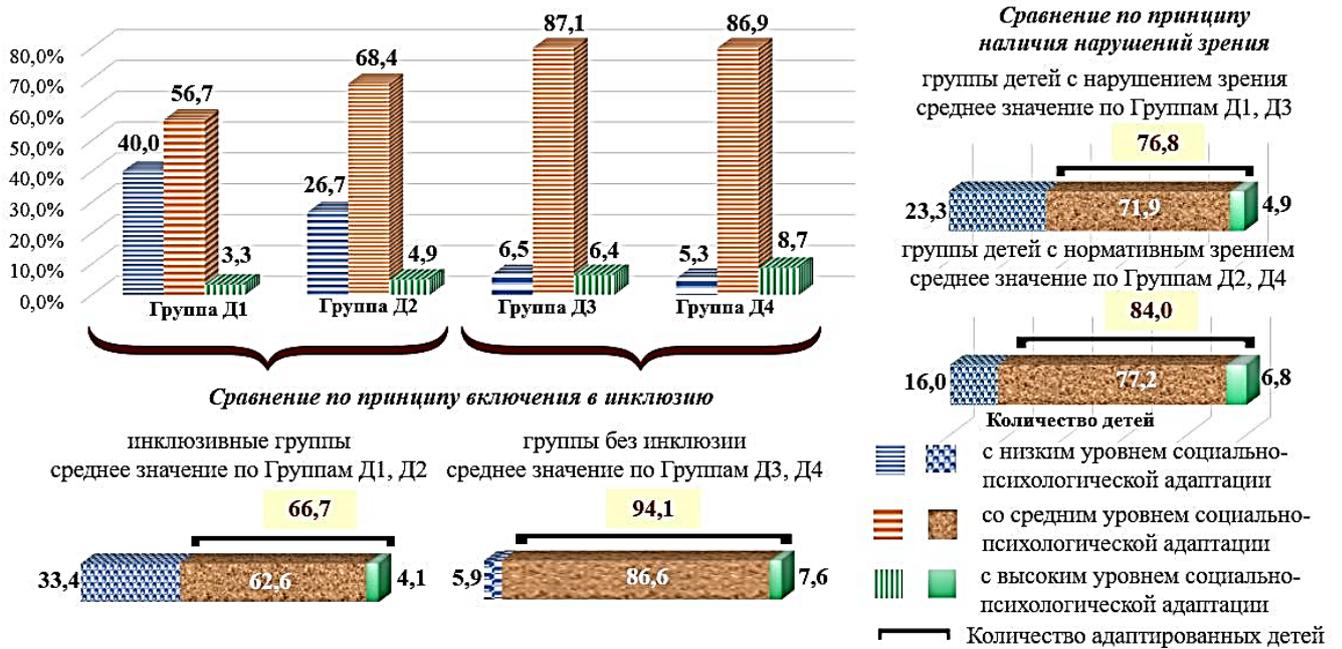 80,0%
70,0%
60,0%
50,0%
40,0%
30,0%
20,0%
10,0%
0,0%
40,0
56,7
3,3
26,7
68,4
4,9
6,5
87,1
6,4
5,3
86,9
8,7
Группа Д1
Группа Д2
Группа Д3
Группа Д4
Сравнение по принципу включения в инклюзию
инклюзивные группы
среднее значение по Группам Д1, Д2
66,7
33,4
62,6
4,1
группы без инклюзии
среднее значение по Группам Д3, Д4
94,1
5,9
86,6
7,6
Сравнение по принципу
наличия нарушений зрения
группы детей с нарушением зрения
среднее значение по Группам Д1, Д3
76,8
23,3
71,9
4,9
группы детей с нормативным зрением
среднее значение по Группам Д2, Д4
84,0
16,0
77,2
6,8
Количество детей
с низким уровнем социально-
психологической адаптации
со средним уровнем социально-
психологической адаптации
с высоким уровнем социально-
психологической адаптации
Количество адаптированных детей